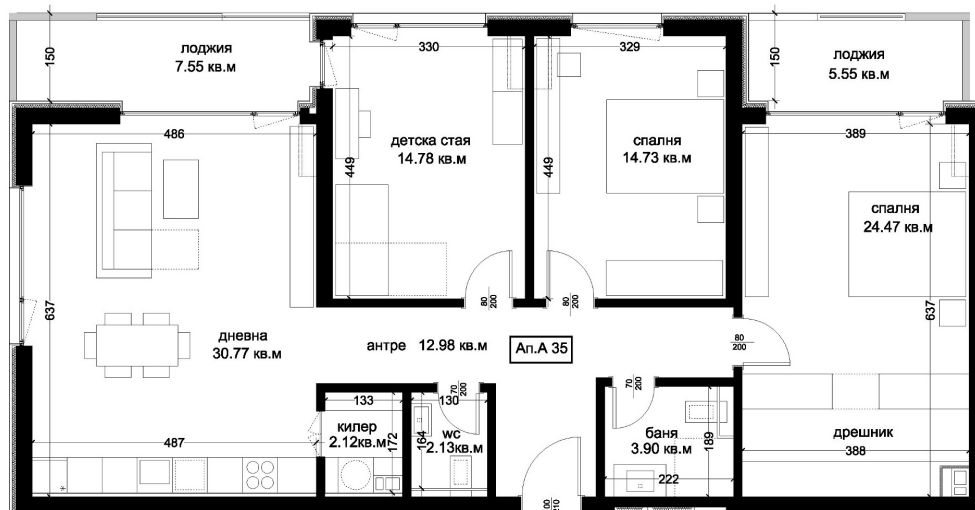 лоджия
7.55 кв.м
150
330
329
150
лоджия
5.55 кв.м
486
детска стая
14.78 кв.м
449
449
спалня
14.73 кв.м
389
спалня
24.47 кв.м
637
дневна
30.77 кв.м
80
200
80
200
637
антре 12.98 кв.м
Ап.А 35
80
200
133
70
200
130
70
200
487
килер
2.12кв.м
172
164
wc
2.13кв.м
баня
3.90 кв.м
189
222
дрешник
388
210